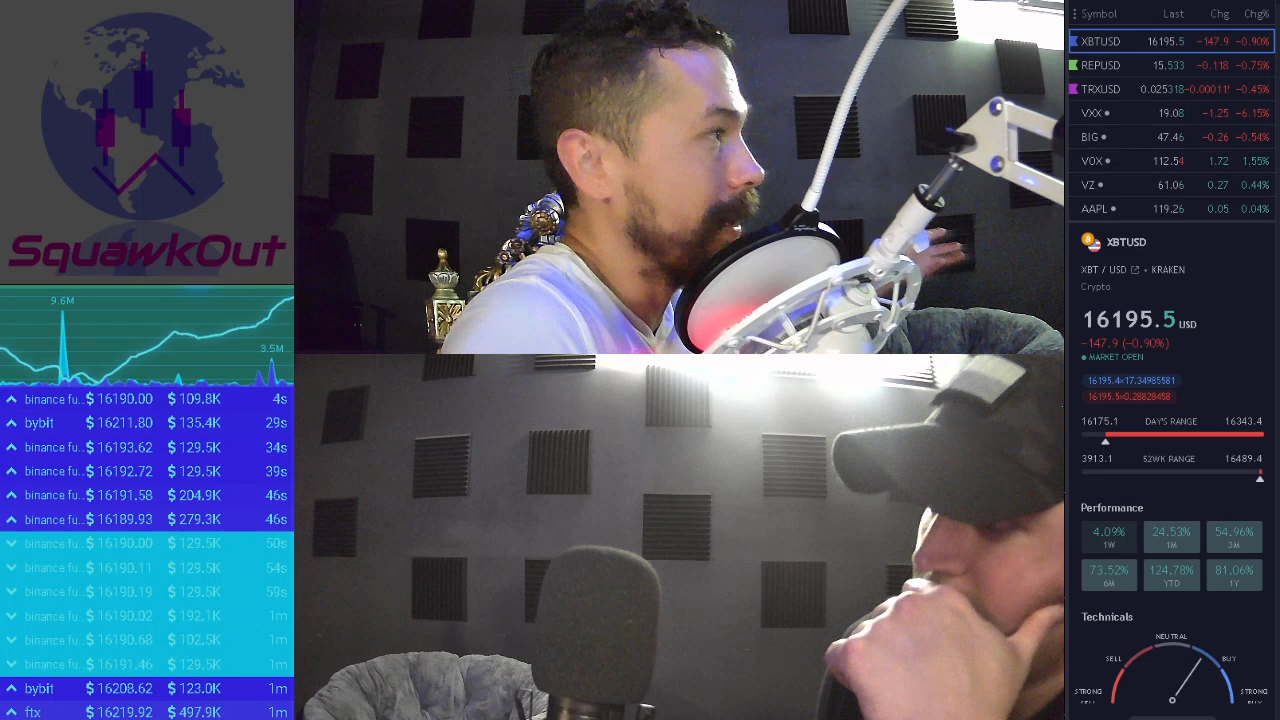 SquawkOut
9.6M
3.5M
binance fu.. $ 16190.00 $ 109.8K 4s
bybit $ 16211.80 $ 135.4K 29s
binance fu.. $ 16193.62 $ 129.5K 34s
binance fu.. $ 16192.72 $ 129.5K 39s
binance fu.. $ 16191.58 $ 204.9K 46s
binance fu.. $ 16189.93 $ 279.3K 46s
binance fu.. $ 16190.00 $ 129.5K 50s
binance fu.. $ 16190.11 $ 129.5K 54s
binance fu.. $ 16190.19 $ 129.5K 59s
binance fu.. $ 16190.02 $ 192.1K 1m
binance fu.. $ 16190.68 $ 102.5K 1m
binance fu.. $ 16191.46 $ 129.5K 1m
bybit $ 16208.62 $ 123.0K 1m
ftx $ 16219.92 $ 497.9K 1m
Symbol Last Chg Chg%
XBTUSD 16195.5 −147.9 −0.90%
REPUSD 15.533 −0.118 −0.75%
TRXUSD 0.025318 −0.00011! −0.45%
VXX 19.08 −1.25 −6.15%
BIG 47.46 −0.26 −0.54%
VOX 112.54 1.72 1.55%
VZ 61.06 0.27 0.44%
AAPL 119.26 0.05 0.04%
XBTUSD
XBT / USD • KRAKEN
Crypto
16195.5 USD
−147.9 (−0.90%)
MARKET OPEN
16195.4×17.34985581
16195.5×0.28828458
16175.1 DAY'S RANGE 16343.4
3913.1 52WK RANGE 16489.4
Performance
4.09% 24.53% 54.96%
1W 1M 3M
73.52% 124.78% 81.06%
6M YTD 1Y
Technicals
NEUTRAL
SELL BUY
STRONG STRONG